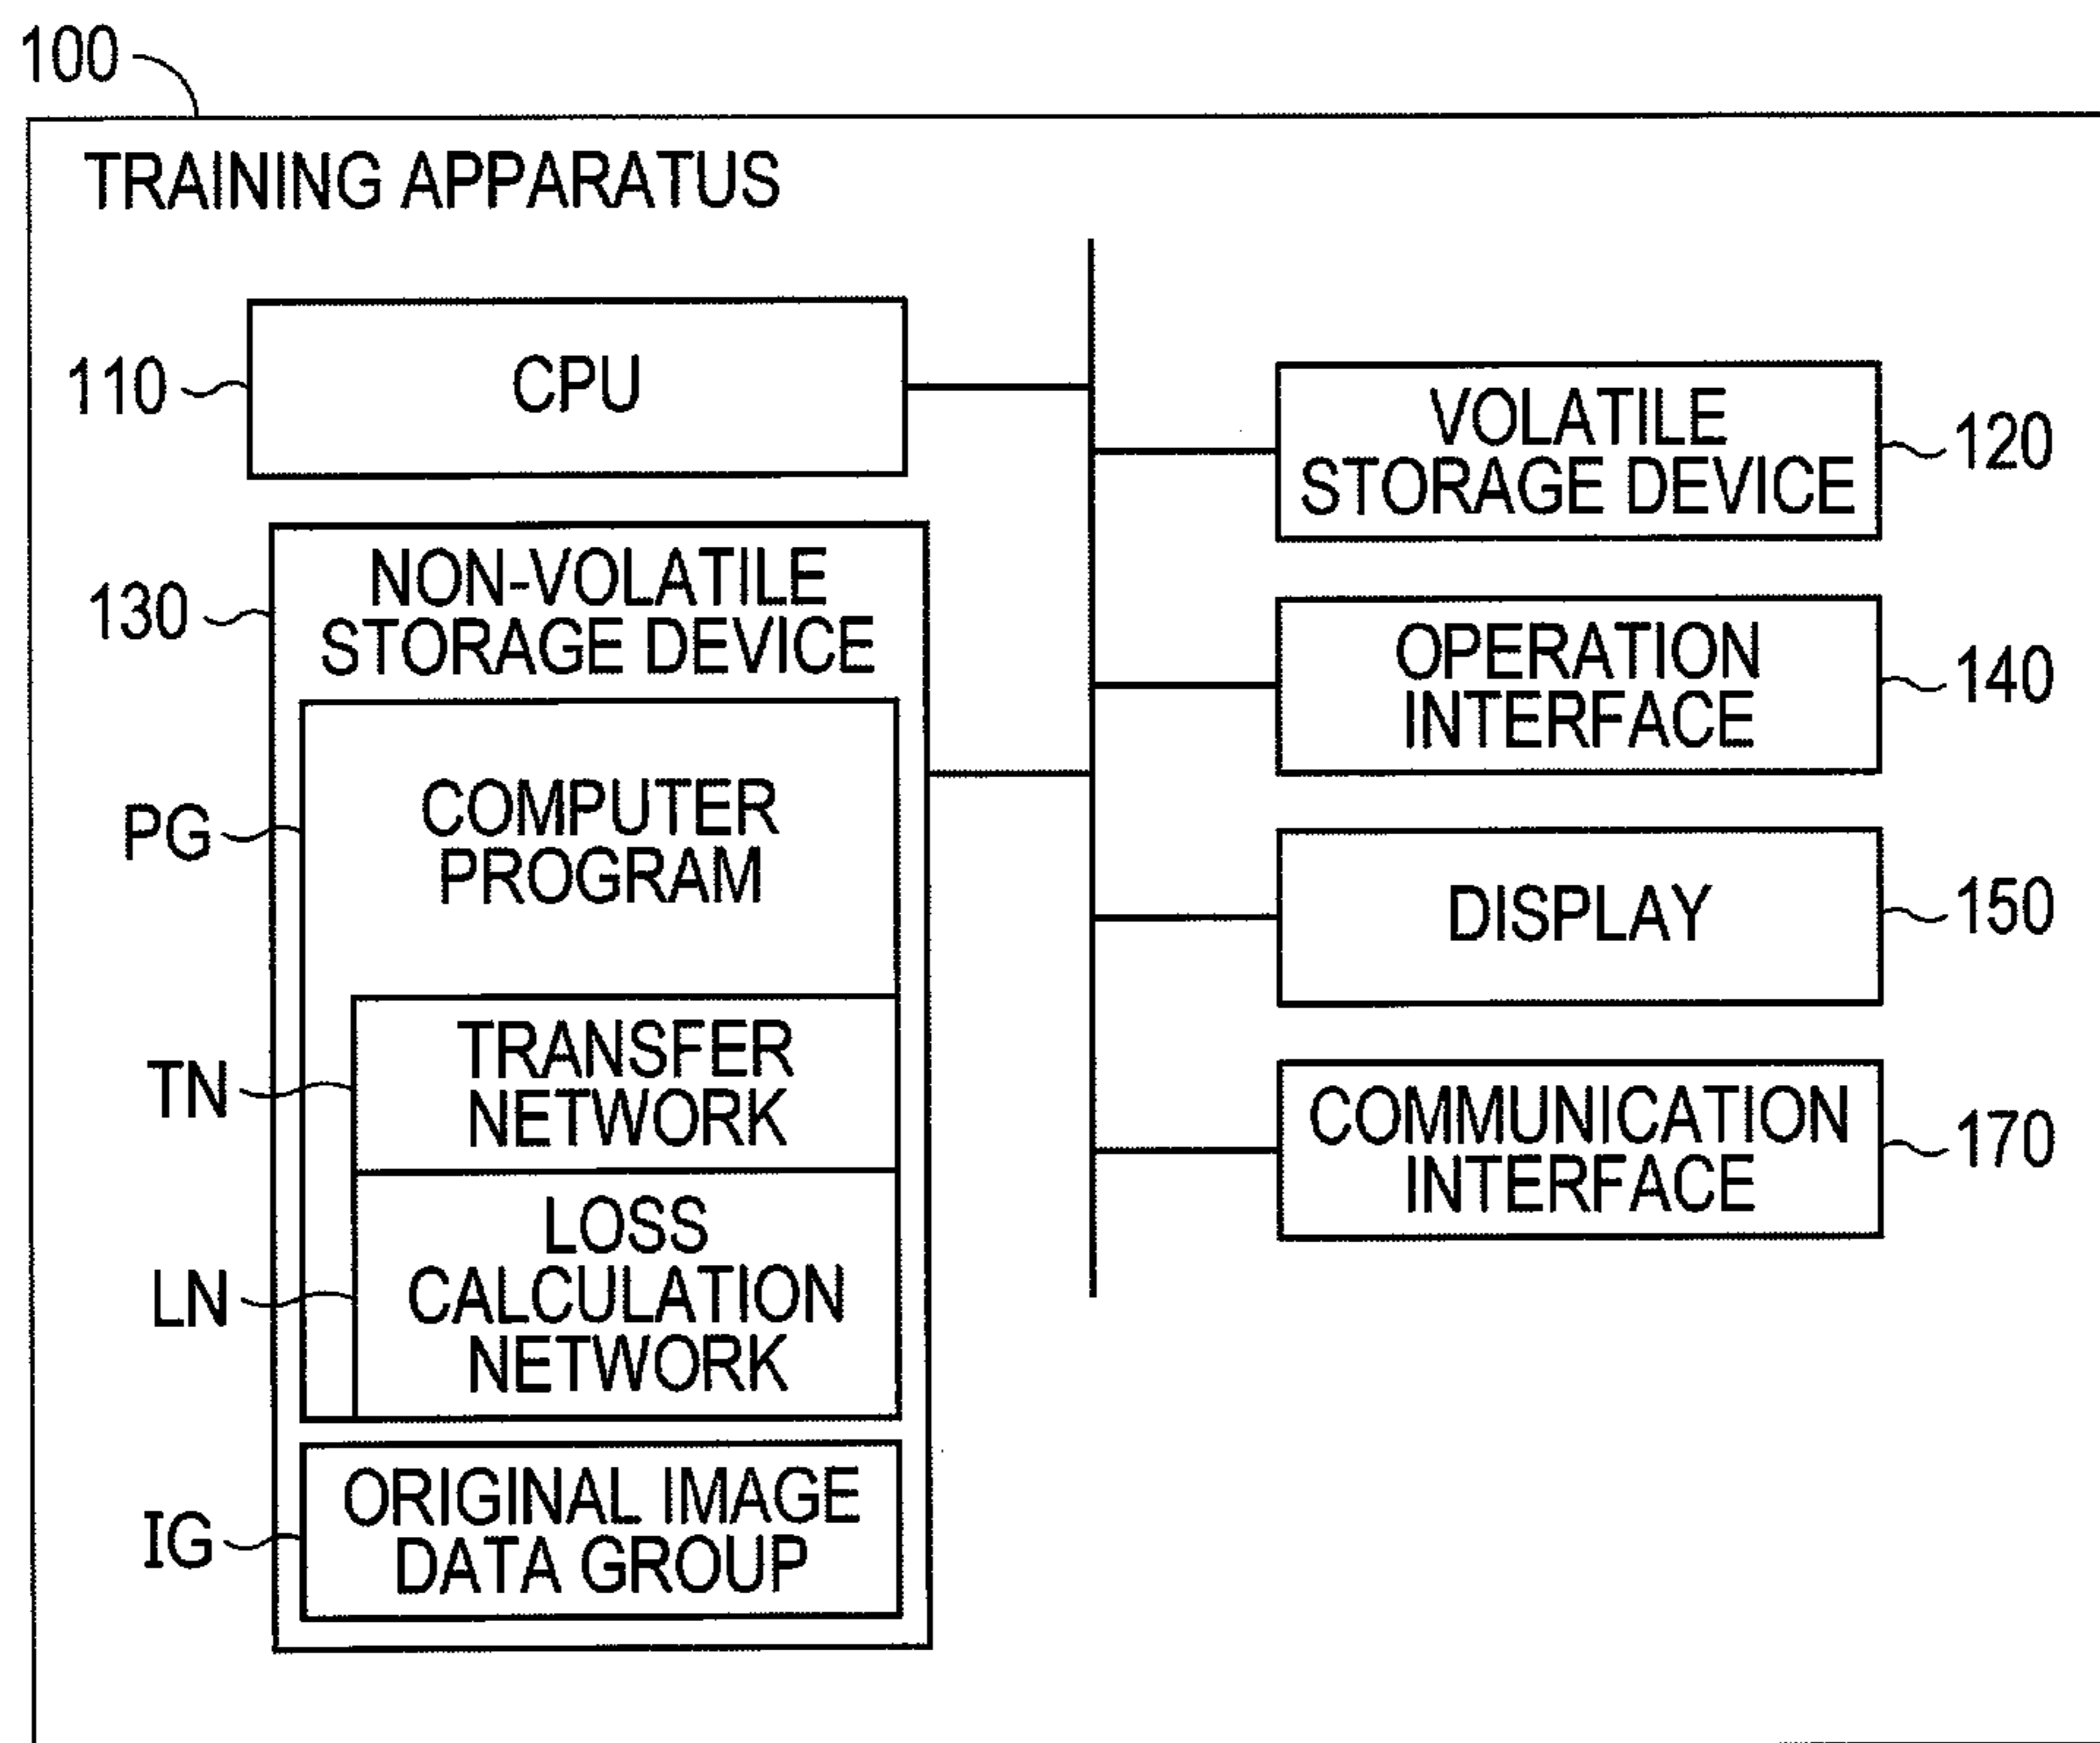 100
TRAINING APPARATUS
110
CPU
VOLATILE
STORAGE DEVICE
120
130
NON-VOLATILE
STORAGE DEVICE
OPERATION
INTERFACE
140
PG
COMPUTER
PROGRAM
DISPLAY
150
TN
TRANSFER
NETWORK
COMMUNICATION
INTERFACE
170
LN
LOSS
CALCULATION
NETWORK
IG
ORIGINAL IMAGE
DATA GROUP